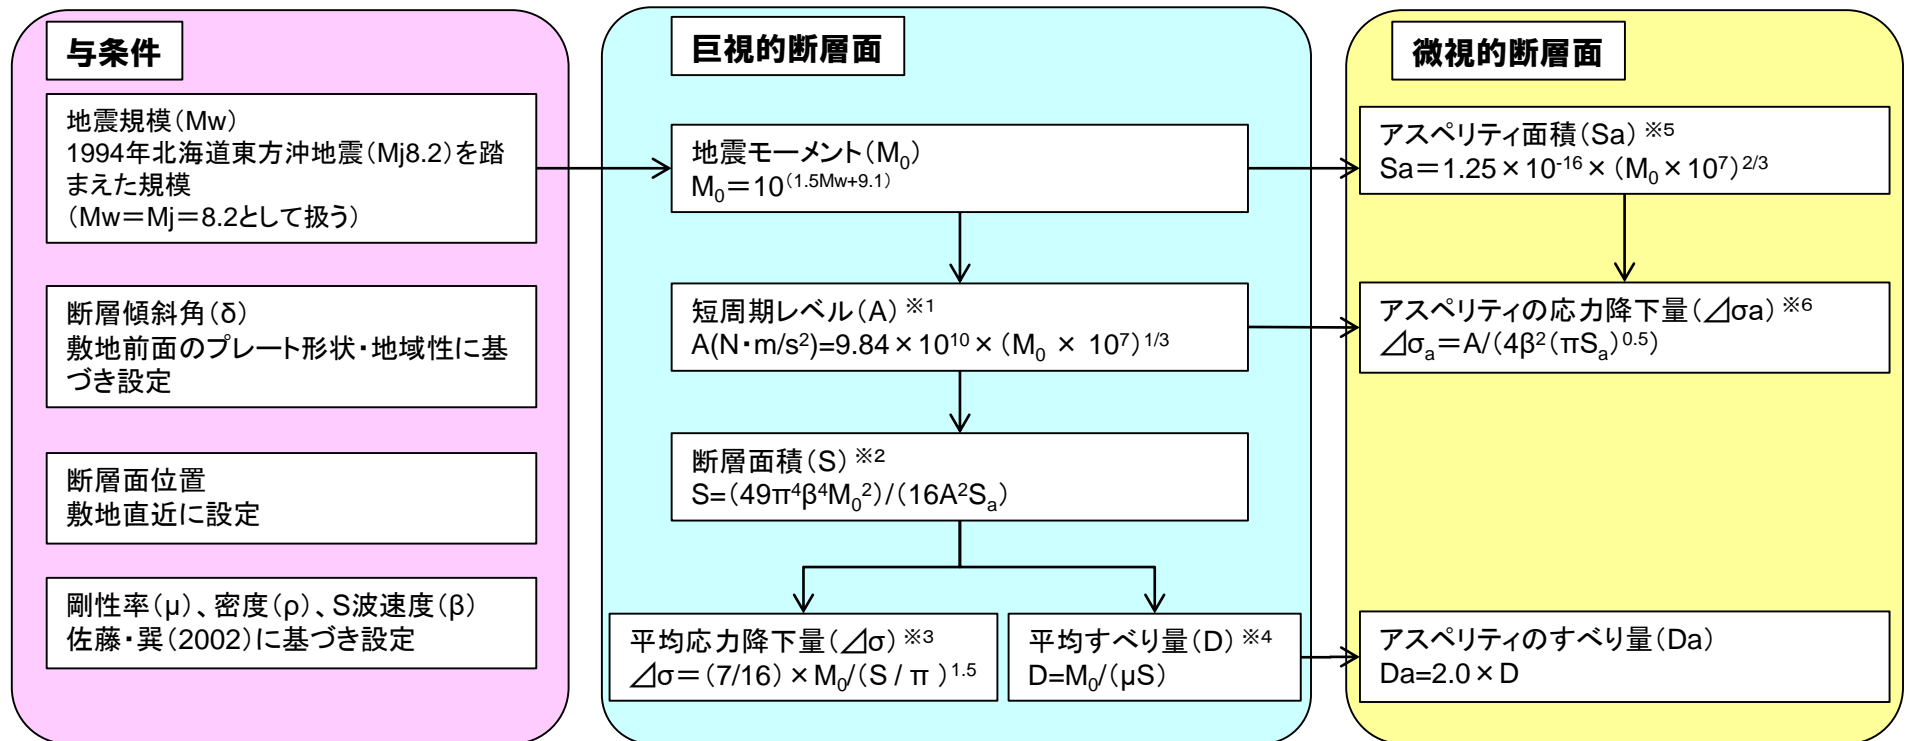 与条件
地震規模(Mw)
1994年北海道東方沖地震(Mj8.2)を踏
まえた規模
(Mw=Mj=8.2として扱う)
断層傾斜角(δ)
敷地前面のプレート形状・地域性に基
づき設定
断層面位置
敷地直近に設定
剛性率(μ)、密度(ρ)、S波速度(β)
佐藤・巽(2002)に基づき設定
巨視的断層面
地震モーメント(M₀)
M₀=10⁽¹·⁵ᴹʷ⁺⁹·¹⁾
短周期レベル(A) ※1
A(N・m/s²)=9.84×10¹⁰×(M₀ × 10⁷)¹/³
断層面積(S) ※2
S=(49π⁴β⁴M₀²)/(16A²Sₐ)
平均応力降下量(⊿σ) ※3
⊿σ=(7/16)×M₀/(S/π)¹·⁵
平均すべり量(D) ※4
D=M₀/(μS)
微視的断層面
アスペリティ面積(Sa) ※5
Sa=1.25×10⁻¹⁶×(M₀×10⁷)²/³
アスペリティの応力降下量(⊿σa) ※6
⊿σₐ=A/(4β²(πSₐ)⁰·⁵)
アスペリティのすべり量(Da)
Da=2.0×D